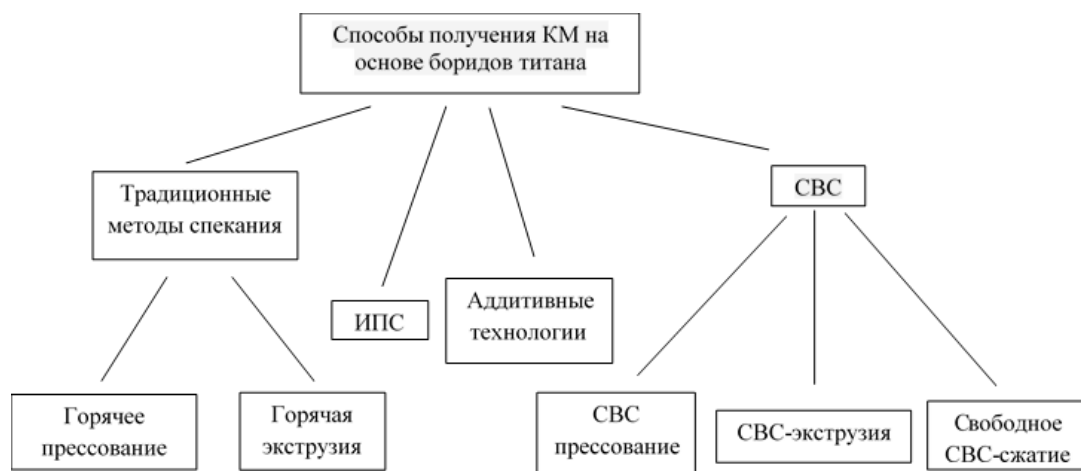 Способы получения КМ на
основе боридов титана
Традиционные
методы спекания
СВС
ИПС
Аддитивные
технологии
Горячее
прессование
Горячая
экструзия
СВС
прессование
СВС-экструзия
Свободное
СВС-сжатие